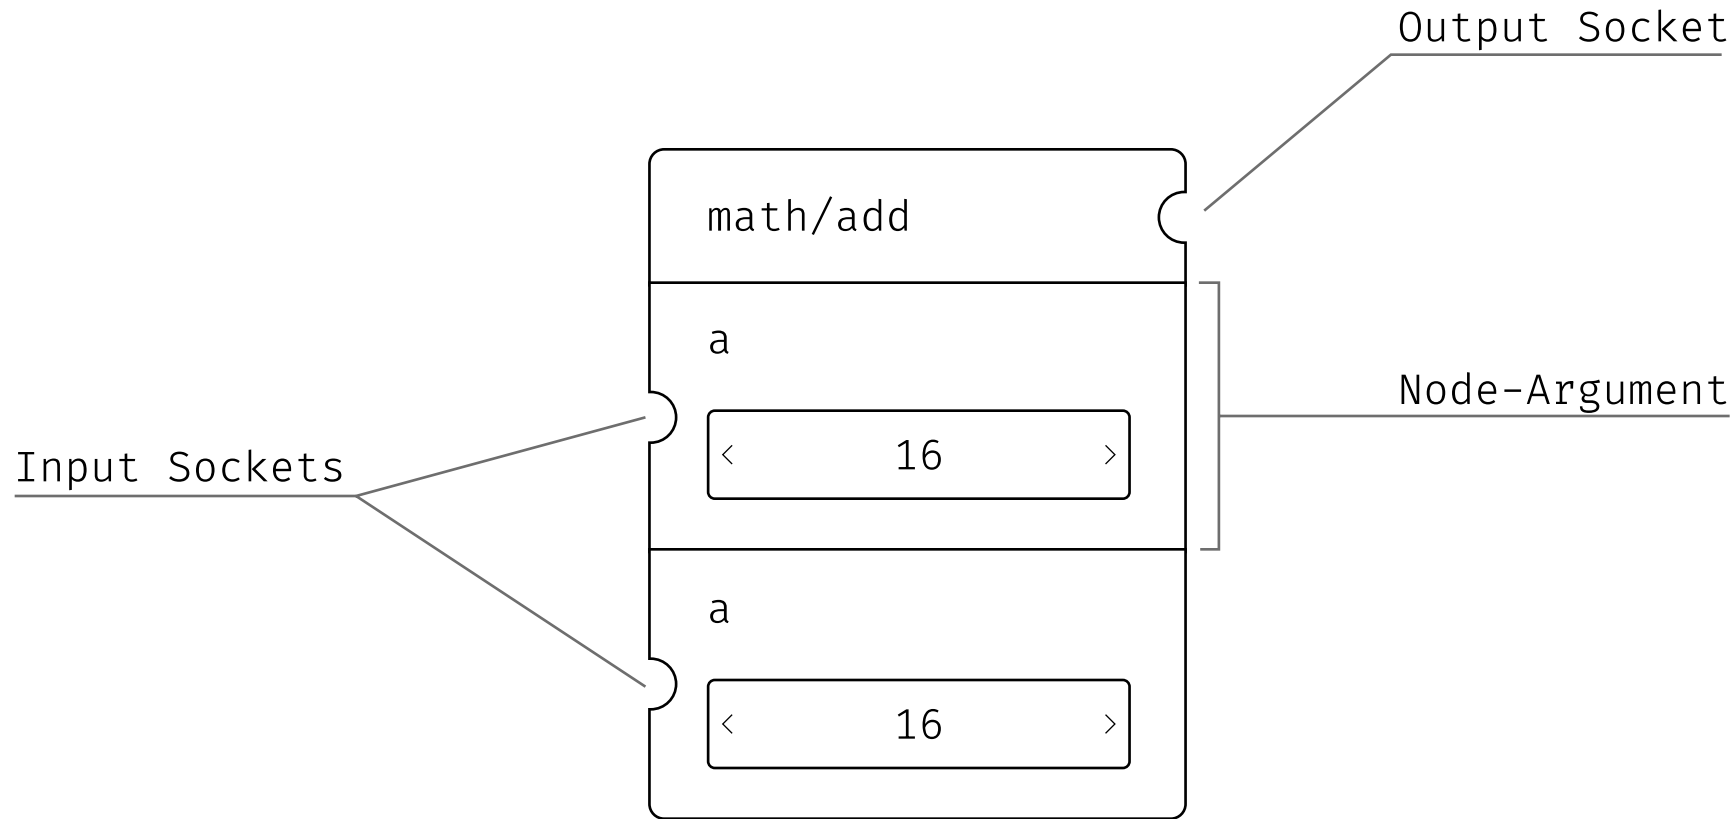 Output Socket
math/add
a
Node-Argument
< 16 >
Input Sockets
a
< 16 >